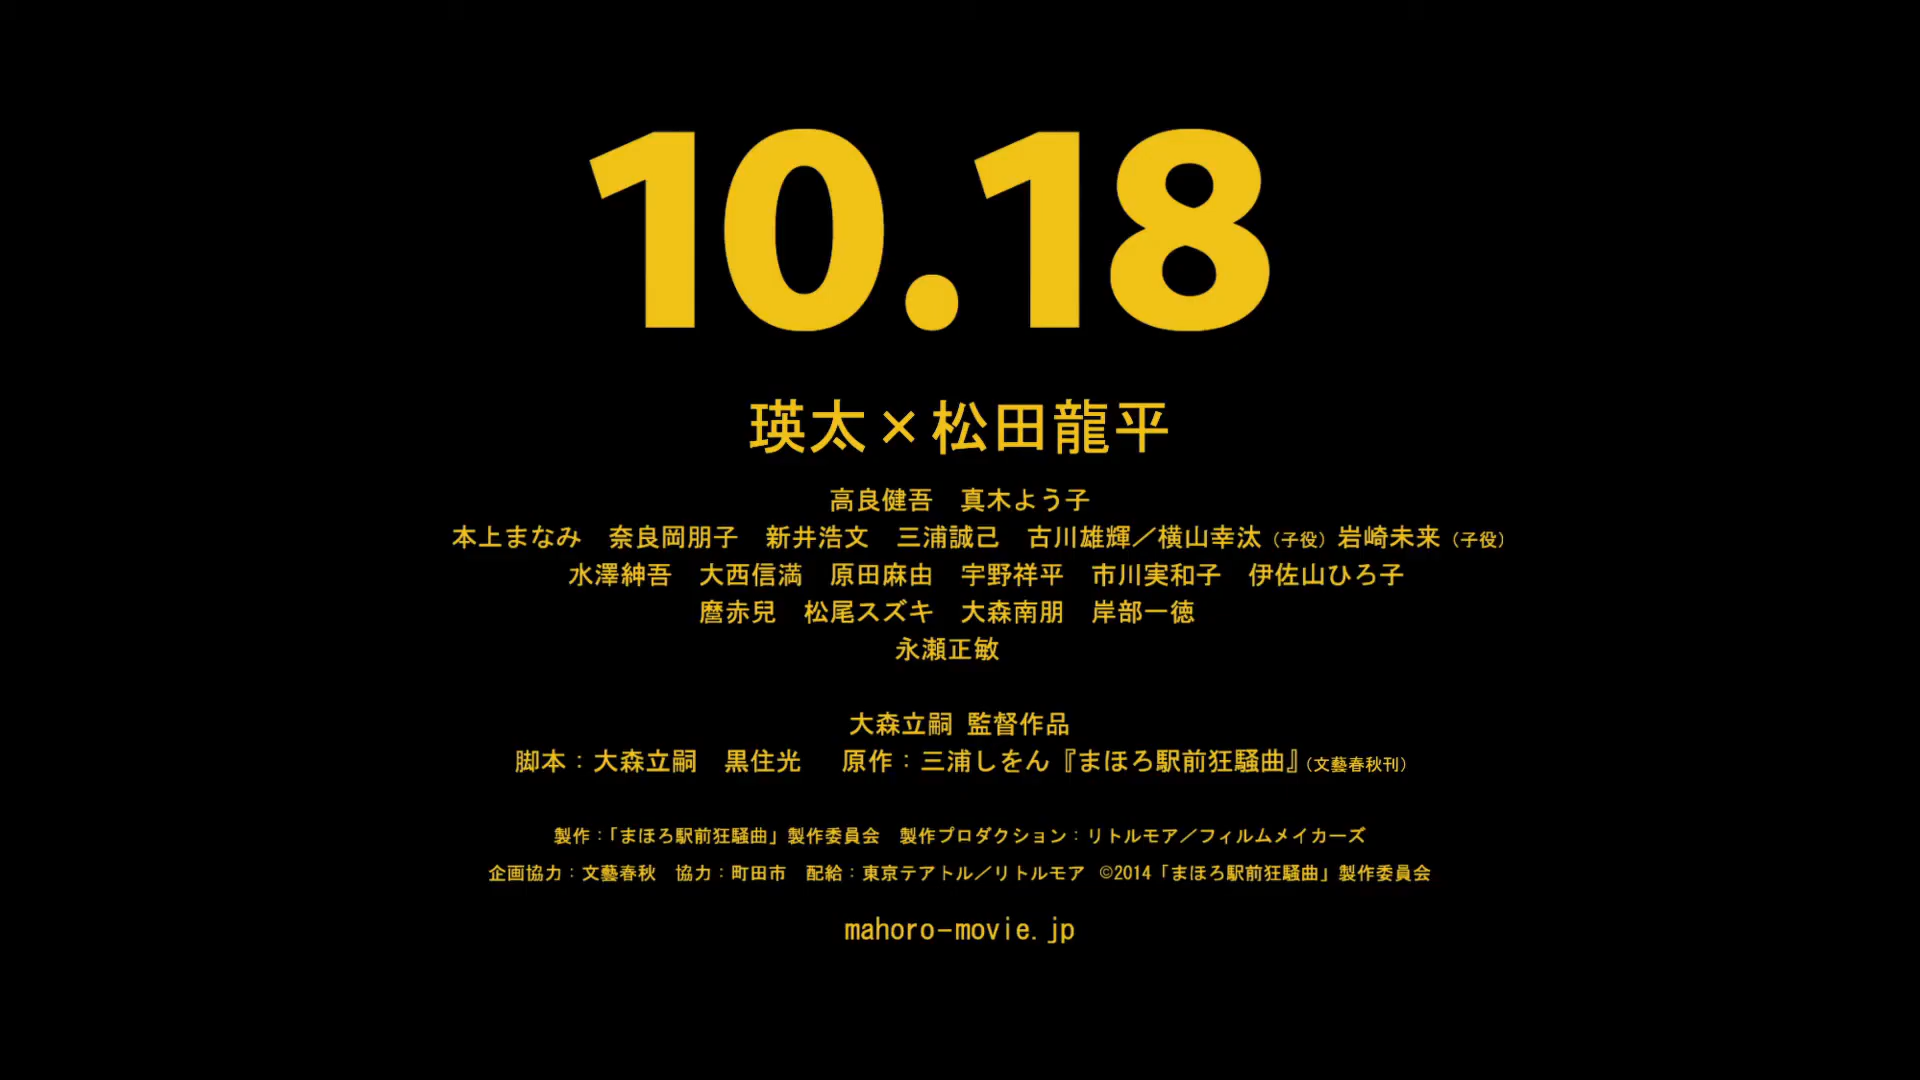 10.18
瑛太×松田龍平
高良健吾　真木よう子
本上まなみ　奈良岡朋子　新井浩文　三浦誠己　古川雄輝／横山幸汰（子役）岩崎未来（子役）
水澤紳吾　大西信満　原田麻由　宇野祥平　市川実和子　伊佐山ひろ子
麿赤兒　松尾スズキ　大森南朋　岸部一徳
永瀬正敏
大森立嗣 監督作品
脚本：大森立嗣　黒住光　原作：三浦しをん『まほろ駅前狂騒曲』（文藝春秋刊）
製作：「まほろ駅前狂騒曲」製作委員会　製作プロダクション：リトルモア／フィルムメイカーズ
企画協力：文藝春秋　協力：町田市　配給：東京テアトル／リトルモア　©2014「まほろ駅前狂騒曲」製作委員会
mahoro-movie.jp